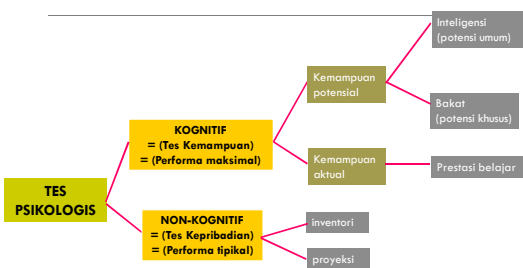 TES
PSIKOLOGIS
KOGNITIF
= (Tes Kemampuan)
= (Performa maksimal)
NON-KOGNITIF
= (Tes Kepribadian)
= (Performa tipikal)
Kemampuan
potensial
Kemampuan
aktual
inventori
proyeksi
Inteligensi
(potensi umum)
Bakat
(potensi khusus)
Prestasi belajar